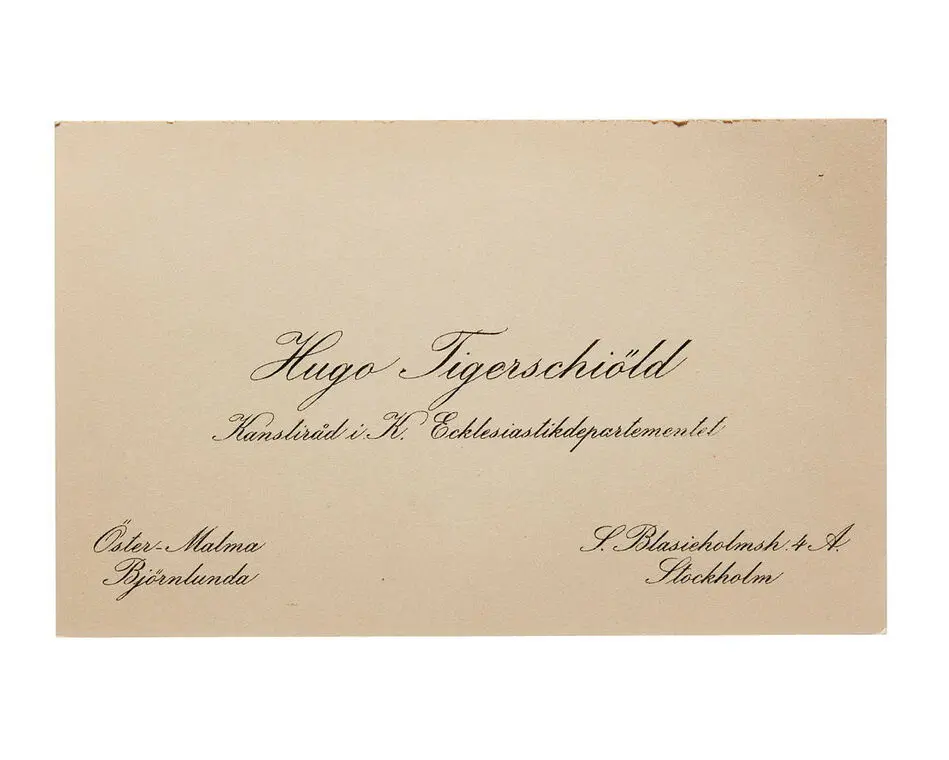 Hugo Tigerschiöld
Kansliråd i K. Ecklesiastikdepartementet
Öster-Malma
Björnlunda
S. Blasieholmsh. 4 A.
Stockholm